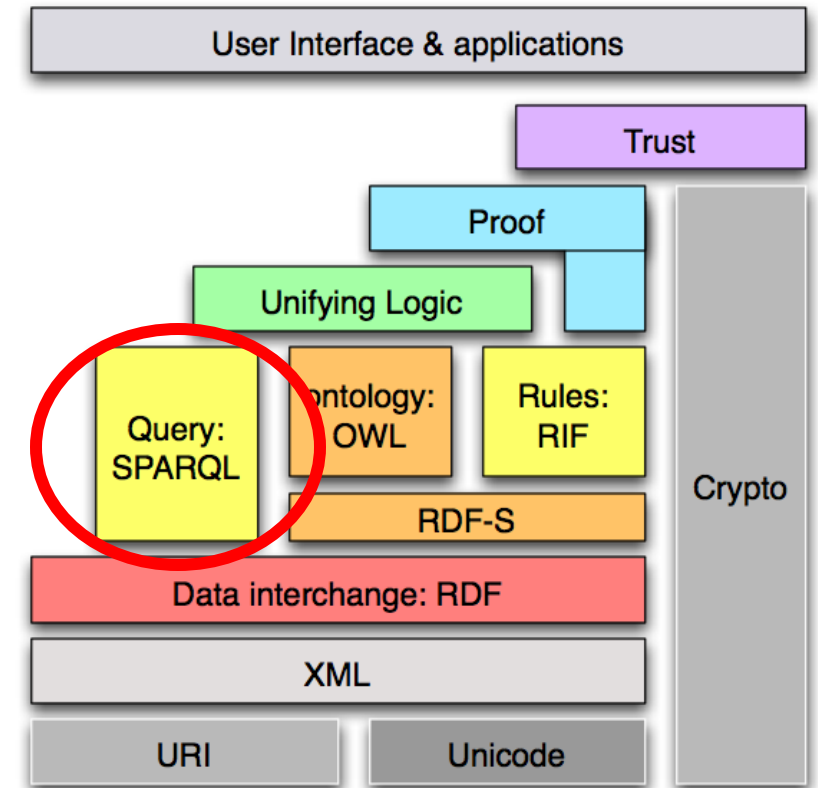 User Interface & applications
Trust
Proof
Unifying Logic
Query:
SPARQL
ontology:
OWL
Rules:
RIF
Crypto
RDF-S
Data interchange: RDF
XML
URI
Unicode